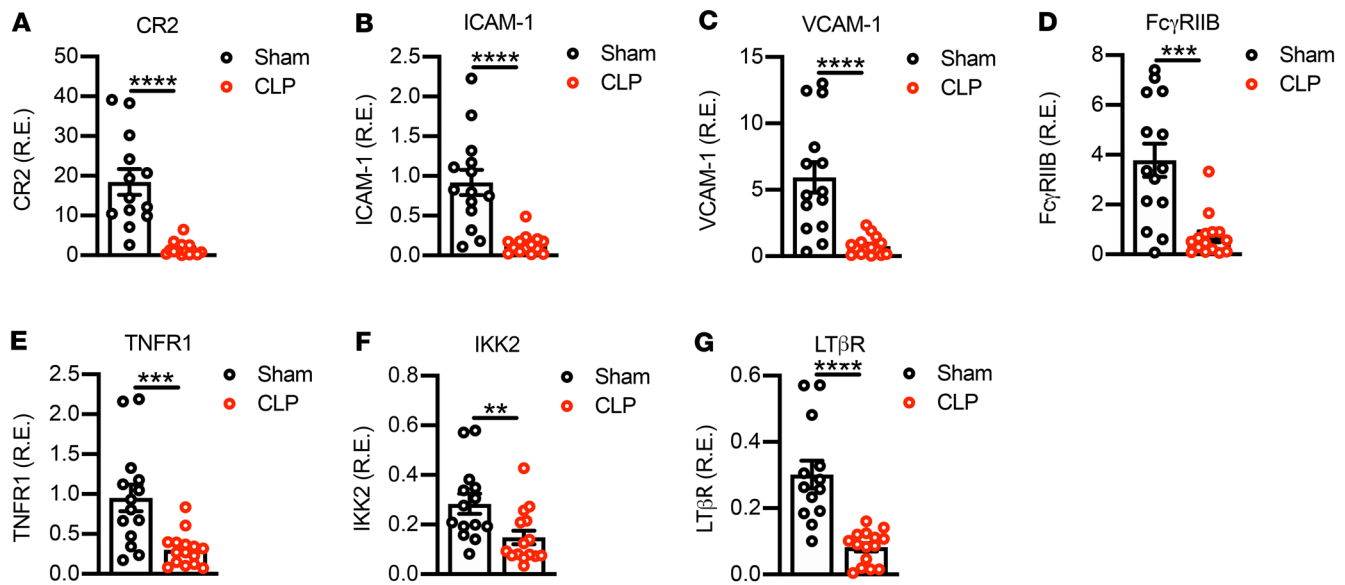 A
CR2
50
40
30
20
10
0
CR2 (R.E.)
****
Sham
CLP
B
ICAM-1
2.5
2.0
1.5
1.0
0.5
0.0
ICAM-1 (R.E.)
****
Sham
CLP
C
VCAM-1
15
10
5
0
VCAM-1 (R.E.)
****
Sham
CLP
D
FcγRIIB
8
6
4
2
0
FcγRIIB (R.E.)
***
Sham
CLP
E
TNFR1
2.5
2.0
1.5
1.0
0.5
0.0
TNFR1 (R.E.)
***
Sham
CLP
F
IKK2
0.8
0.6
0.4
0.2
0.0
IKK2 (R.E.)
**
Sham
CLP
G
LTβR
0.6
0.4
0.2
0.0
LTβR (R.E.)
****
Sham
CLP